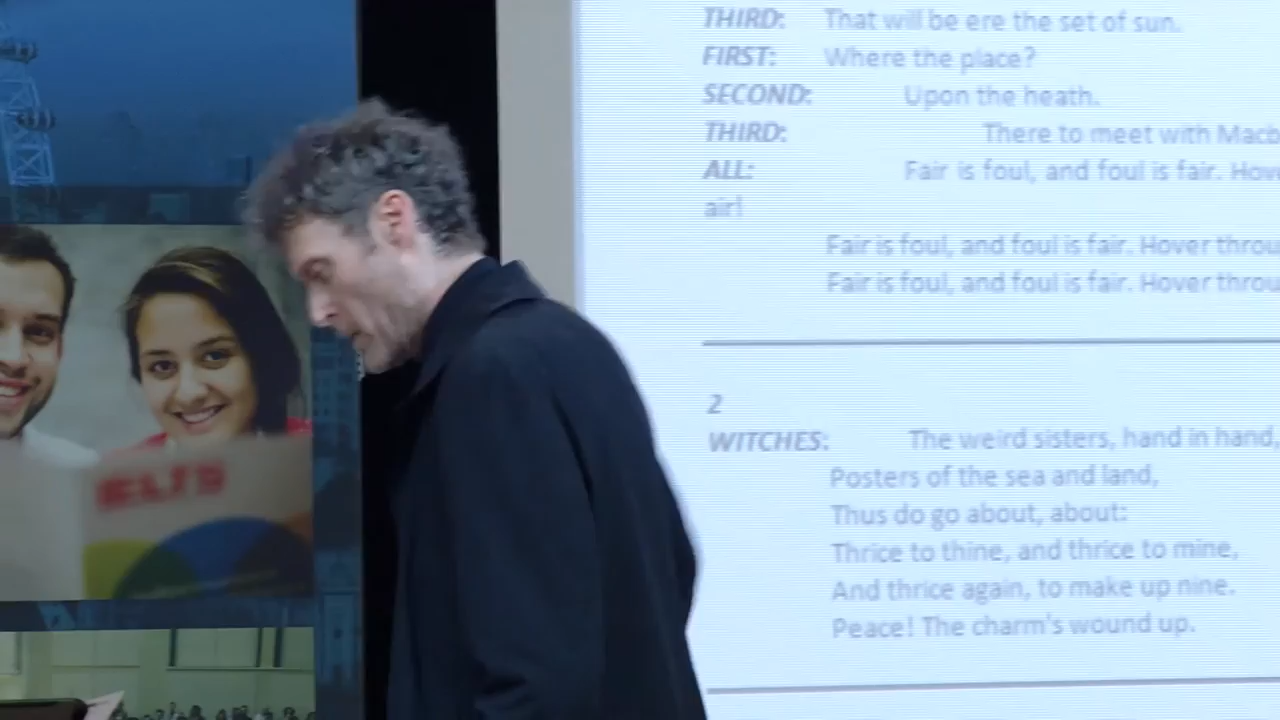 THIRD: That will be ere the set of sun.
FIRST: Where the place?
SECOND: Upon the heath.
THIRD: There to meet with
ALL: Fair is foul, and foul is fair.
air!
Fair is foul, and foul is fair. Hover
Fair is foul, and foul is fair. Hover
2
WITCHES: The weird sisters, hand in hand,
Posters of the sea and land,
Thus do go about, about:
Thrice to thine, and thrice to mine,
And thrice again, to make up nine.
Peace! The charm's wound up.
IELTS